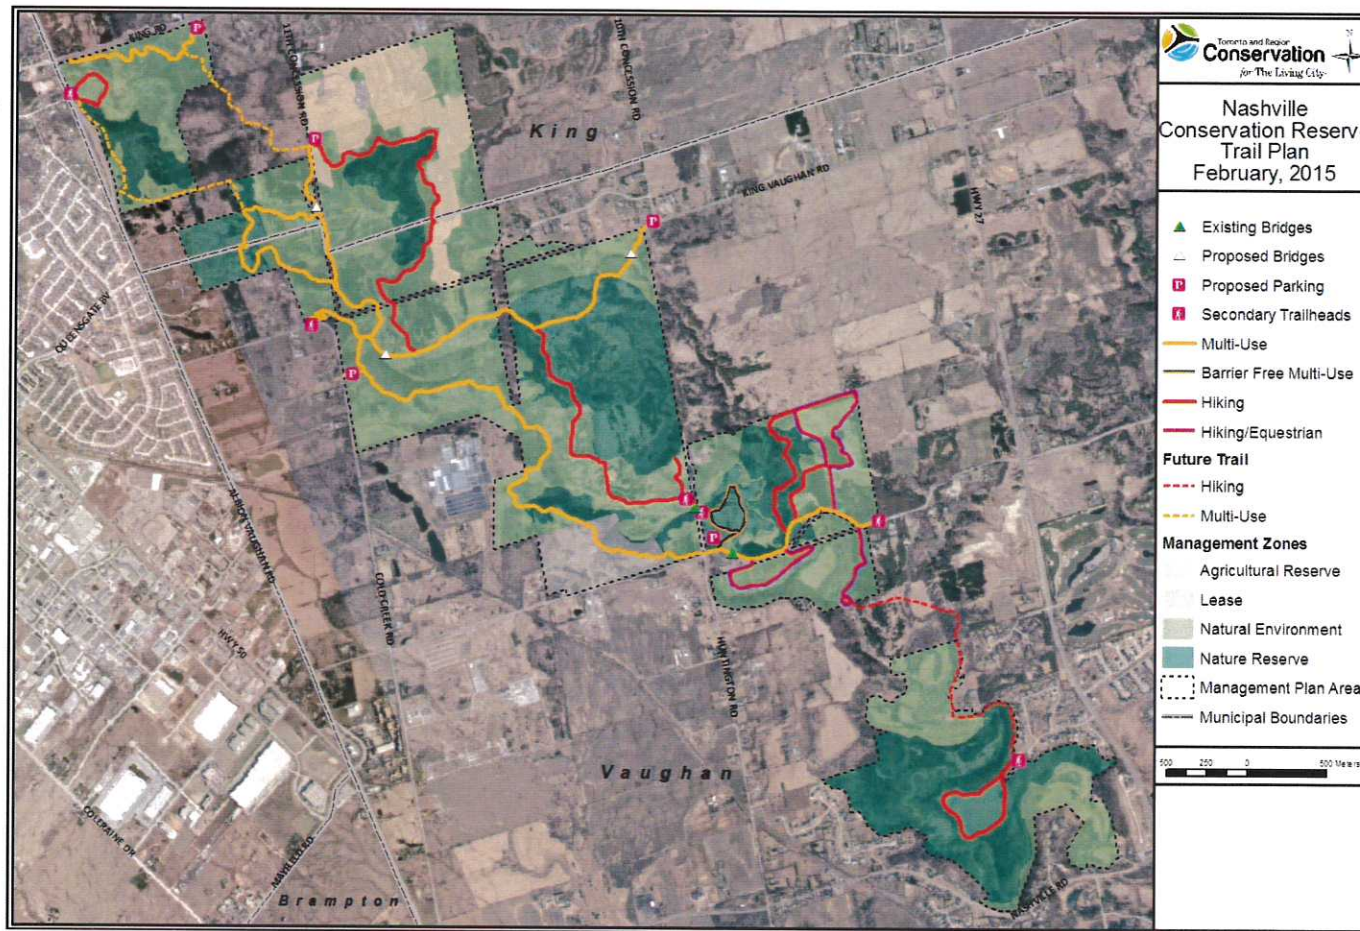 KING RD
11TH CONCESSION RD
10TH CONCESSION RD
King
KING VAUGHAN RD
HWY 27
QUEENSGATE BV
ALBION VAUGHAN RD
COLD CREEK RD
HWY 50
HUNTINGTON RD
Vaughan
COLERAINE DR
MAYFIELD RD
Brampton
NASHVILLE RD
Toronto and Region
Conservation
for The Living City
N
Nashville
Conservation Reserv
Trail Plan
February, 2015
Existing Bridges
Proposed Bridges
P Proposed Parking
Secondary Trailheads
Multi-Use
Barrier Free Multi-Use
Hiking
Hiking/Equestrian
Future Trail
Hiking
Multi-Use
Management Zones
Agricultural Reserve
Lease
Natural Environment
Nature Reserve
Management Plan Area
Municipal Boundaries
500 250 0 500 Meters